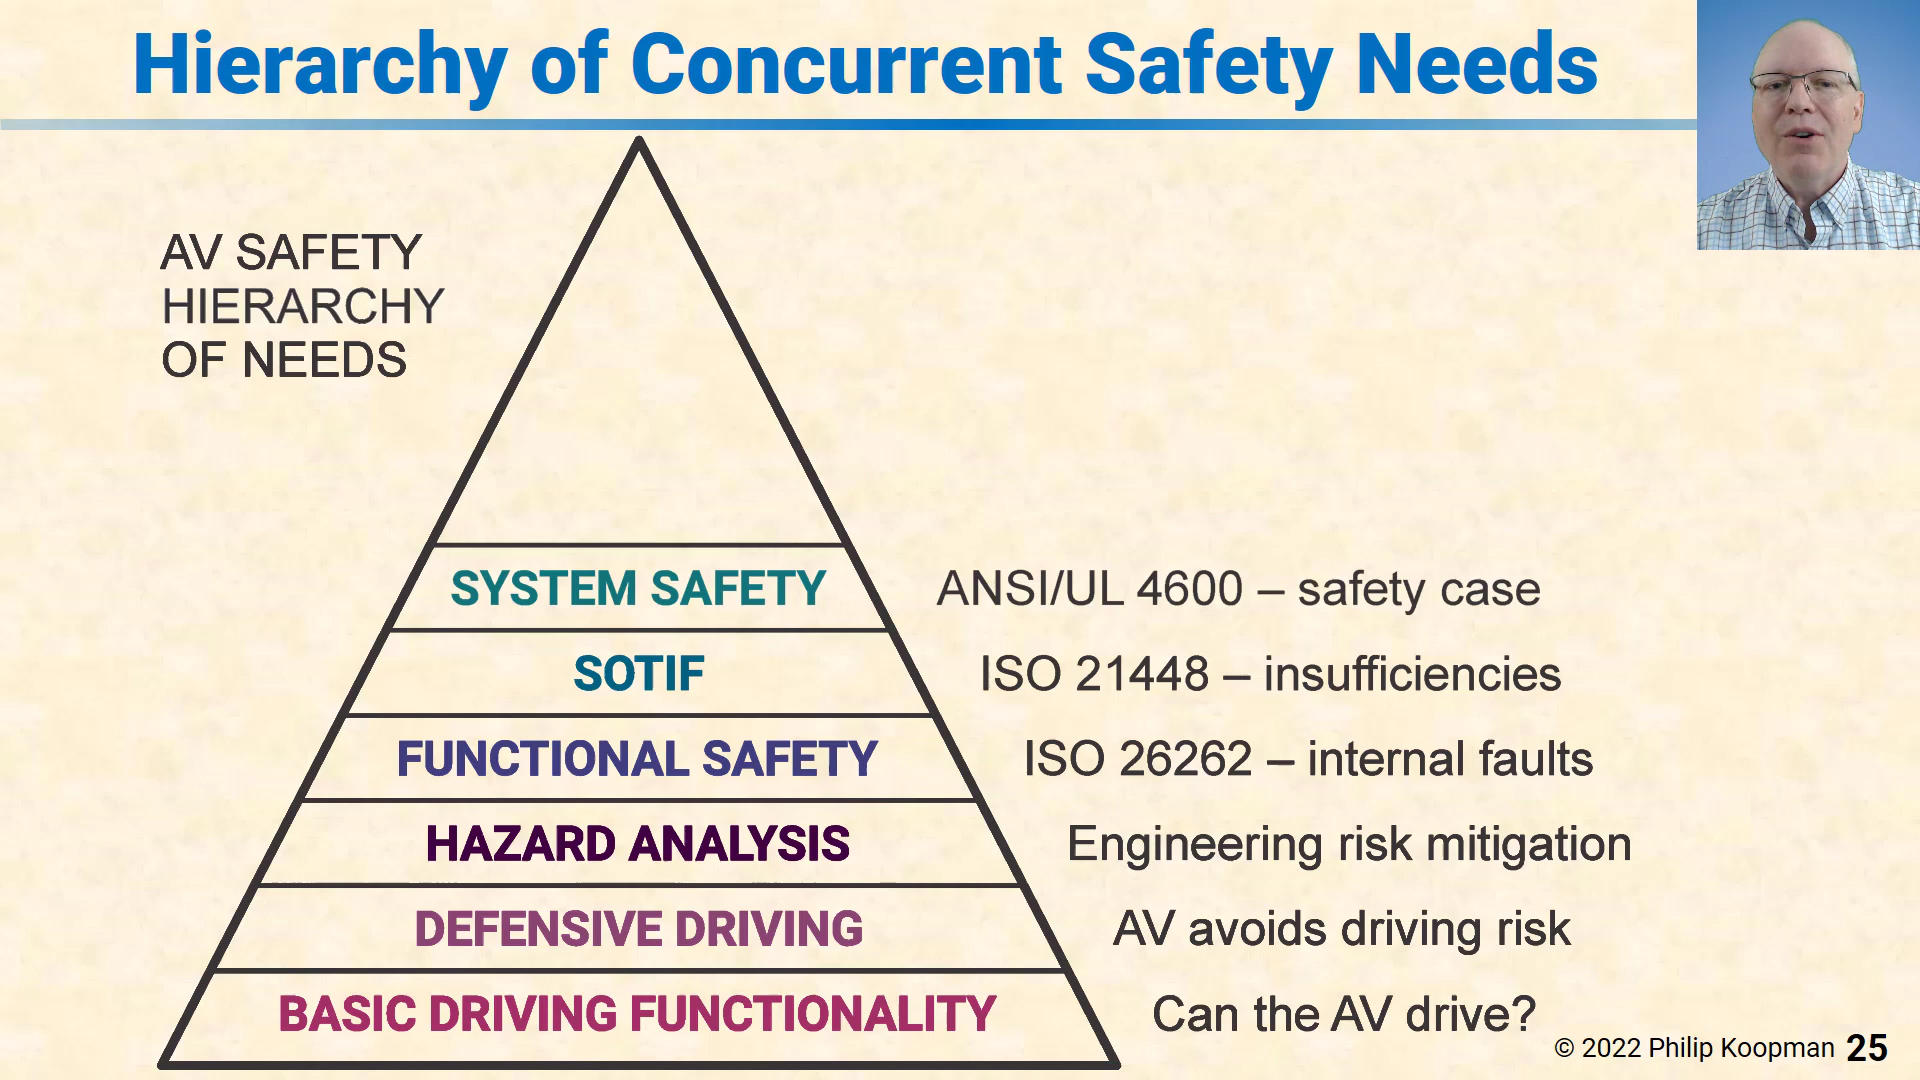 Hierarchy of Concurrent Safety Needs
AV SAFETY
HIERARCHY
OF NEEDS
SYSTEM SAFETY
ANSI/UL 4600 – safety case
SOTIF
ISO 21448 – insufficiencies
FUNCTIONAL SAFETY
ISO 26262 – internal faults
HAZARD ANALYSIS
Engineering risk mitigation
DEFENSIVE DRIVING
AV avoids driving risk
BASIC DRIVING FUNCTIONALITY
Can the AV drive?
© 2022 Philip Koopman 25